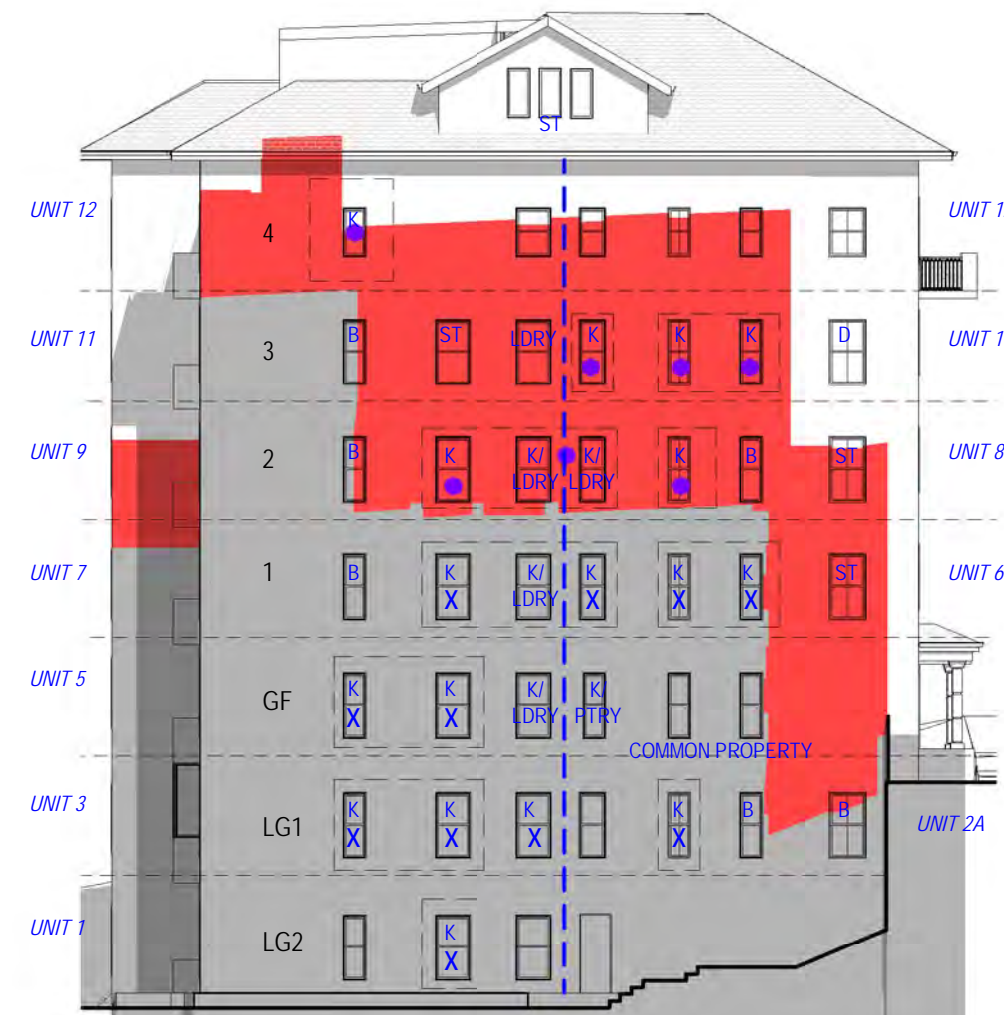 ST
UNIT 12 4 K UNIT 1
UNIT 11 3 B ST LDRY K K K D UNIT 1
UNIT 9 2 B K K/ K/ K B ST UNIT 8
LDRY LDRY
UNIT 7 1 B K K/ K K K ST UNIT 6
X LDRY X X X
UNIT 5 GF K K K/ K/
X X LDRY PTRY
COMMON PROPERTY
UNIT 3 LG1 K K K K B B UNIT 2A
X X X X
UNIT 1 LG2 K
X